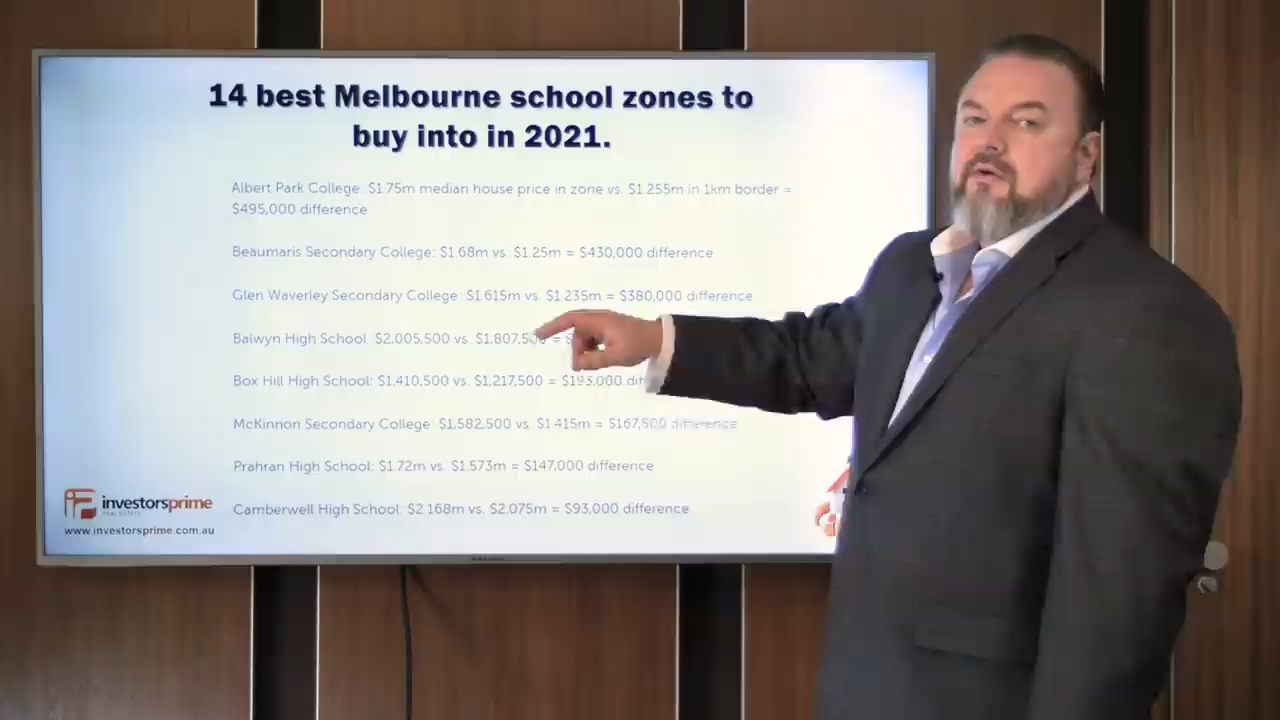 14 best Melbourne school zones to
buy into in 2021.
Albert Park College: $1.75m median house price in zone vs. $1.255m in 1km border =
$495,000 difference
Beaumaris Secondary College: $1.68m vs. $1.25m = $430,000 difference
Glen Waverley Secondary College: $1.615m vs. $1.235m = $380,000 difference
Balwyn High School: $2.005,500 vs. $1.807,500 =
Box Hill High School: $1.410,500 vs. $1,217,500 = $193,000
McKinnon Secondary College: $1,582,500 vs. $1.415m = $167,500 difference
Prahran High School: $1.72m vs. $1.573m = $147,000 difference
Camberwell High School: $2.168m vs. $2.075m = $93,000 difference
investorsprime
REAL ESTATE
www.investorsprime.com.au